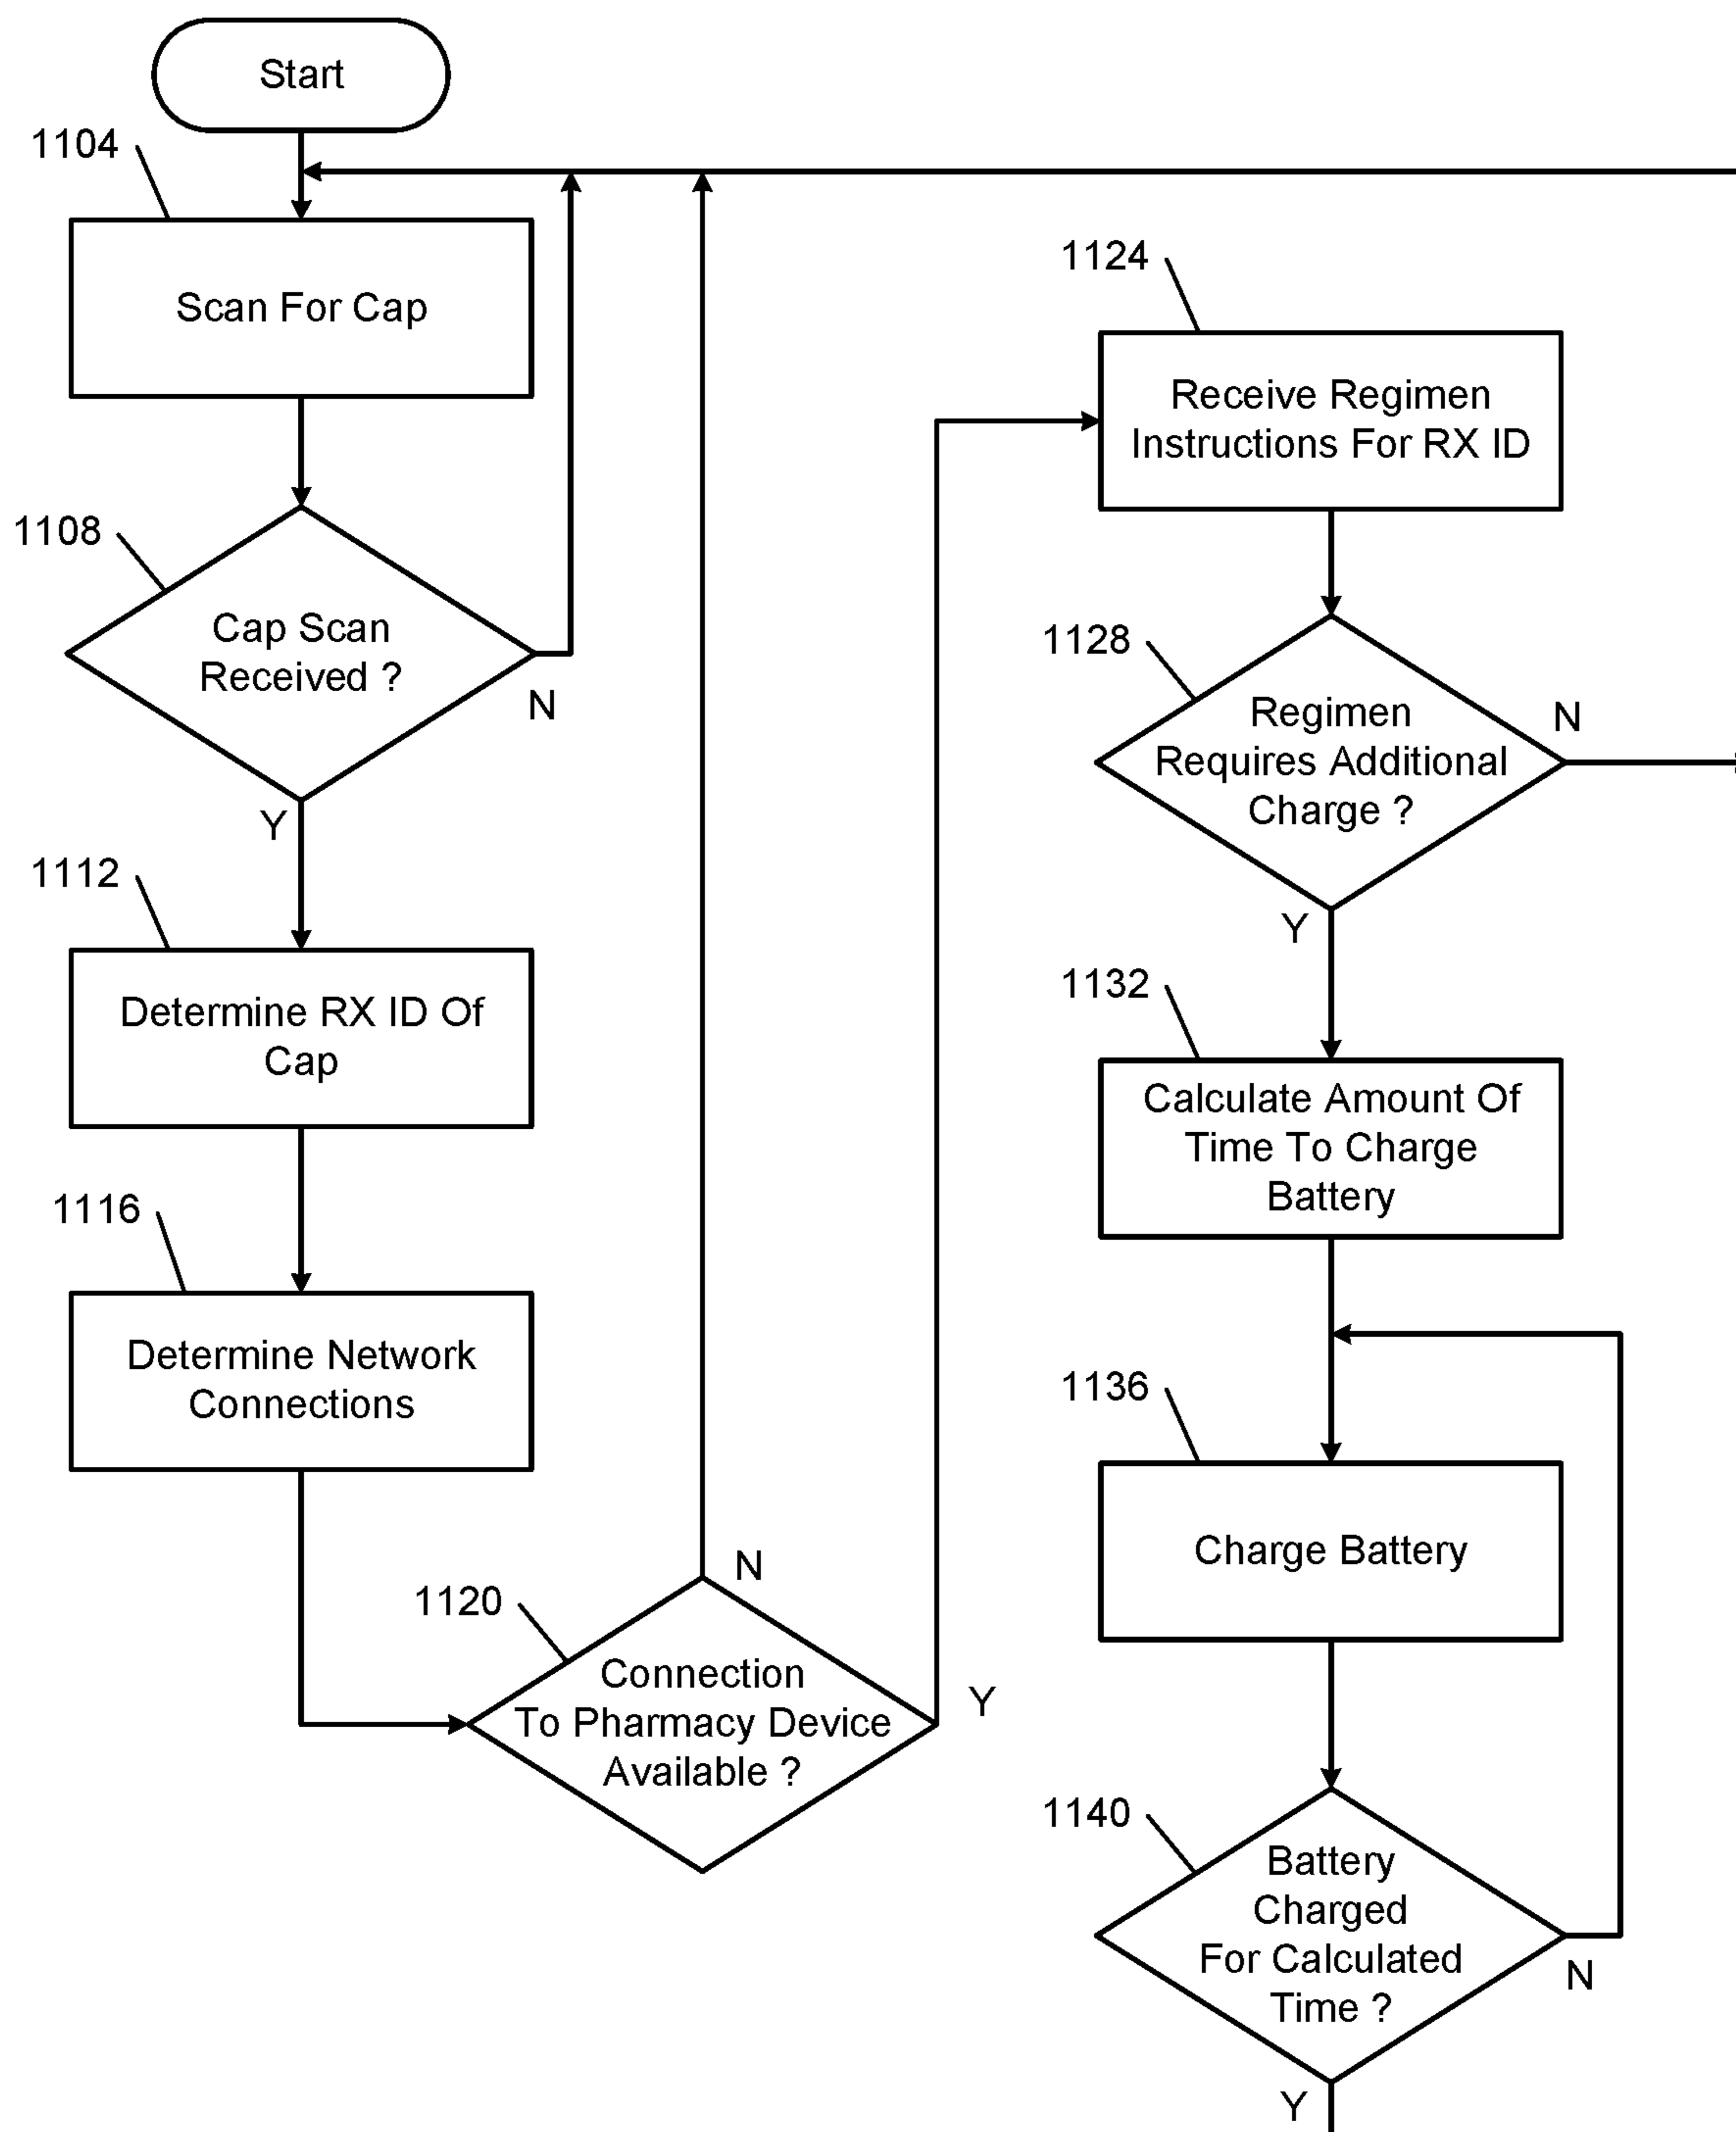 Start
1104
Scan For Cap
1108
Cap Scan
Received ?
N
Y
1112
Determine RX ID Of
Cap
1116
Determine Network
Connections
1120
N
Connection
To Pharmacy Device
Available ?
Y
1124
Receive Regimen
Instructions For RX ID
1128
Regimen
Requires Additional
Charge ?
N
Y
1132
Calculate Amount Of
Time To Charge
Battery
1136
Charge Battery
1140
Battery
Charged
For Calculated
Time ?
N
Y